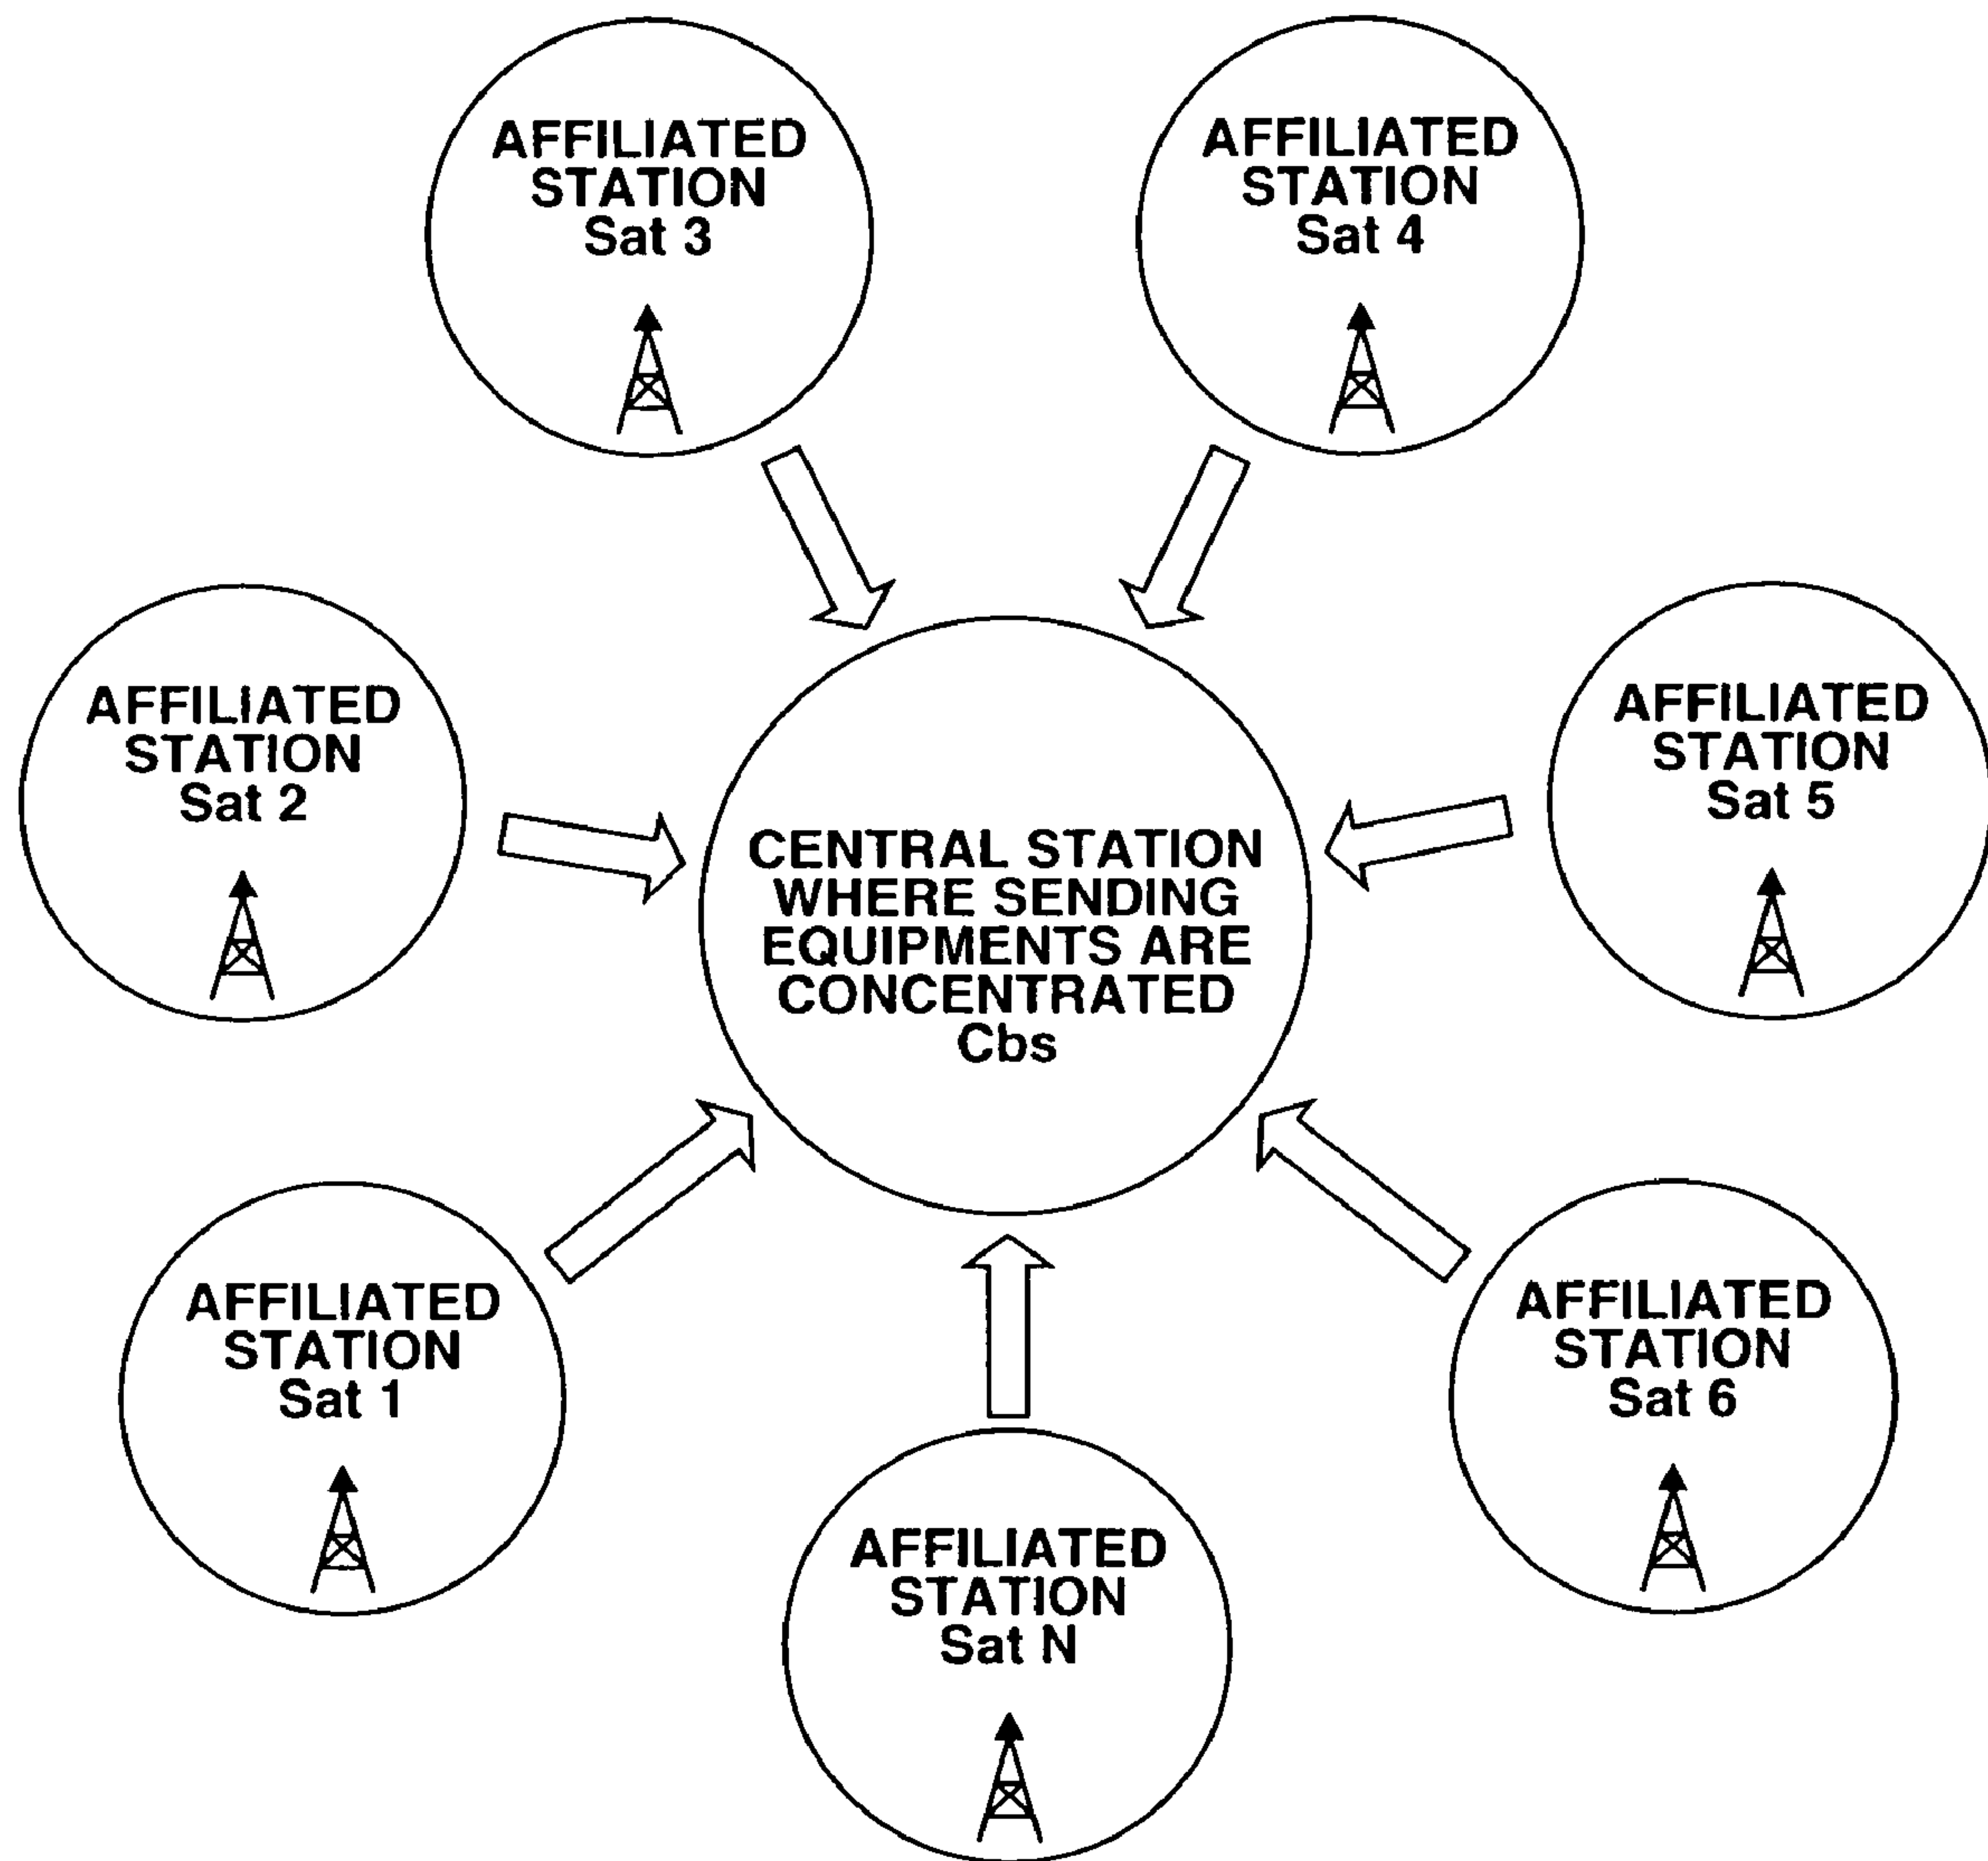 AFFILIATED
STATION
Sat 3
AFFILIATED
STATION
Sat 4
AFFILIATED
STATION
Sat 2
CENTRAL STATION
WHERE SENDING
EQUIPMENTS ARE
CONCENTRATED
Cbs
AFFILIATED
STATION
Sat 5
AFFILIATED
STATION
Sat 1
AFFILIATED
STATION
Sat N
AFFILIATED
STATION
Sat 6